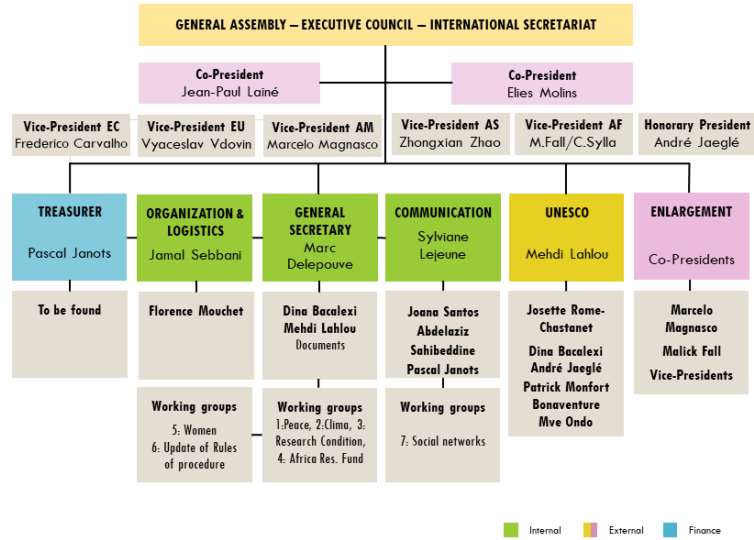 GENERAL ASSEMBLY – EXECUTIVE COUNCIL – INTERNATIONAL SECRETARIAT
Co-President
Jean-Paul Lainé
Co-President
Elies Molins
Vice-President EC
Frederico Carvalho
Vice-President EU
Vyaceslav Vdovin
Vice-President AM
Marcelo Magnasco
Vice-President AS
Zhongxian Zhao
Vice-President AF
M.Fall/C.Sylla
Honorary President
André Jaeglé
TREASURER
Pascal Janots
ORGANIZATION &
LOGISTICS
Jamal Sebbani
GENERAL
SECRETARY
Marc
Delepouve
COMMUNICATION
Sylviane
Lejeune
UNESCO
Mehdi Lahlou
ENLARGEMENT
Co-Presidents
To be found
Florence Mouchet
Dina Bacalexi
Mehdi Lahlou
Documents
Joana Santos
Abdelaziz
Sahibeddine
Pascal Janots
Josette Rome-
Chastanet
Dina Bacalexi
André Jaeglé
Patrick Monfort
Bonaventure
Mve Ondo
Marcelo
Magnasco
Malick Fall
Vice-Presidents
Working groups
5: Women
6: Update of Rules
of procedure
Working groups
1:Peace, 2:Clima, 3:
Research Condition,
4: Africa Res. Fund
Working groups
7: Social networks
Internal
External
Finance